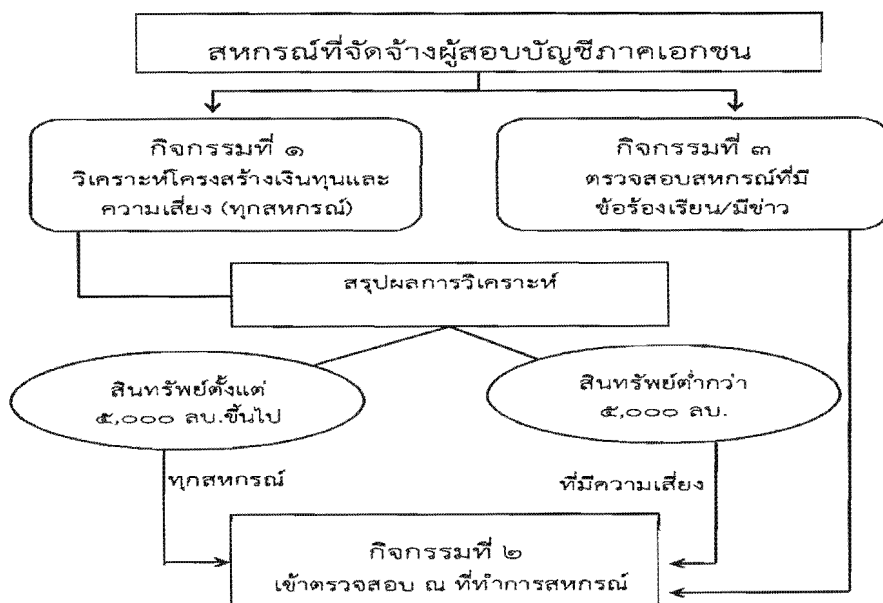 สหกรณ์ที่จัดจ้างผู้สอบบัญชีภาคเอกชน
กิจกรรมที่ ๑
วิเคราะห์โครงสร้างเงินทุนและ
ความเสี่ยง (ทุกสหกรณ์)
กิจกรรมที่ ๓
ตรวจสอบสหกรณ์ที่มี
ข้อร้องเรียน/มีข่าว
สรุปผลการวิเคราะห์
สินทรัพย์ตั้งแต่
๕,๐๐๐ ลบ.ขึ้นไป
สินทรัพย์ต่ำกว่า
๕,๐๐๐ ลบ.
ทุกสหกรณ์
ที่มีความเสี่ยง
กิจกรรมที่ ๒
เข้าตรวจสอบ ณ ที่ทำการสหกรณ์